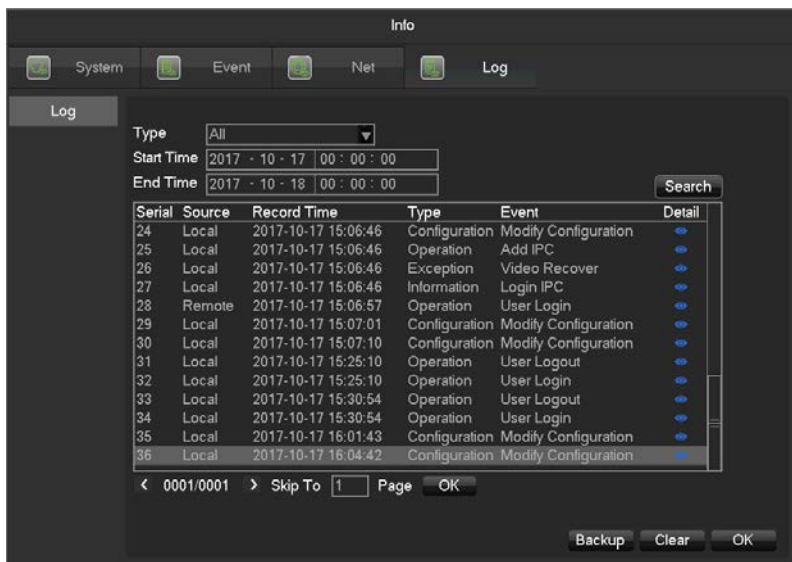 Info
System Event Net Log
Log
Type All
Start Time 2017 - 10 - 17 00 : 00 : 00
End Time 2017 - 10 - 18 00 : 00 : 00
Search
Serial Source Record Time Type Event Detail
24 Local 2017-10-17 15:06:46 Configuration Modify Configuration
25 Local 2017-10-17 15:06:46 Operation Add IPC
26 Local 2017-10-17 15:06:46 Exception Video Recover
27 Local 2017-10-17 15:06:46 Information Login IPC
28 Remote 2017-10-17 15:06:57 Operation User Login
29 Local 2017-10-17 15:07:01 Configuration Modify Configuration
30 Local 2017-10-17 15:07:10 Configuration Modify Configuration
31 Local 2017-10-17 15:25:10 Operation User Logout
32 Local 2017-10-17 15:25:10 Operation User Login
33 Local 2017-10-17 15:30:54 Operation User Logout
34 Local 2017-10-17 15:30:54 Operation User Login
35 Local 2017-10-17 16:01:43 Configuration Modify Configuration
36 Local 2017-10-17 16:04:42 Configuration Modify Configuration
< 0001/0001 > Skip To 1 Page OK
Backup Clear OK